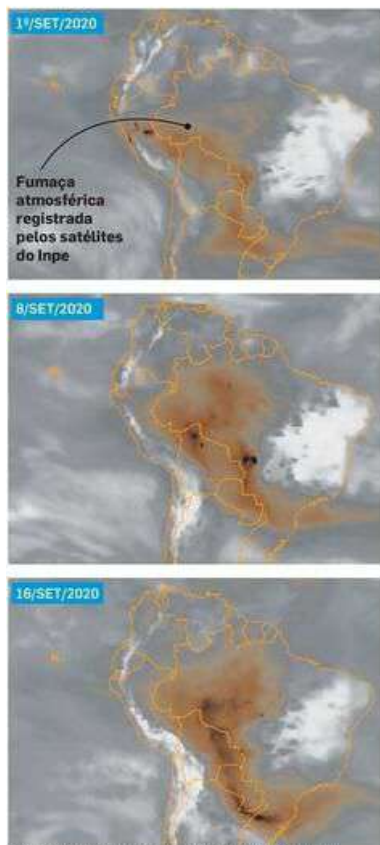 1º/SET/2020
Fumaça
atmosférica
registrada
pelos satélites
do Inpe
8/SET/2020
16/SET/2020